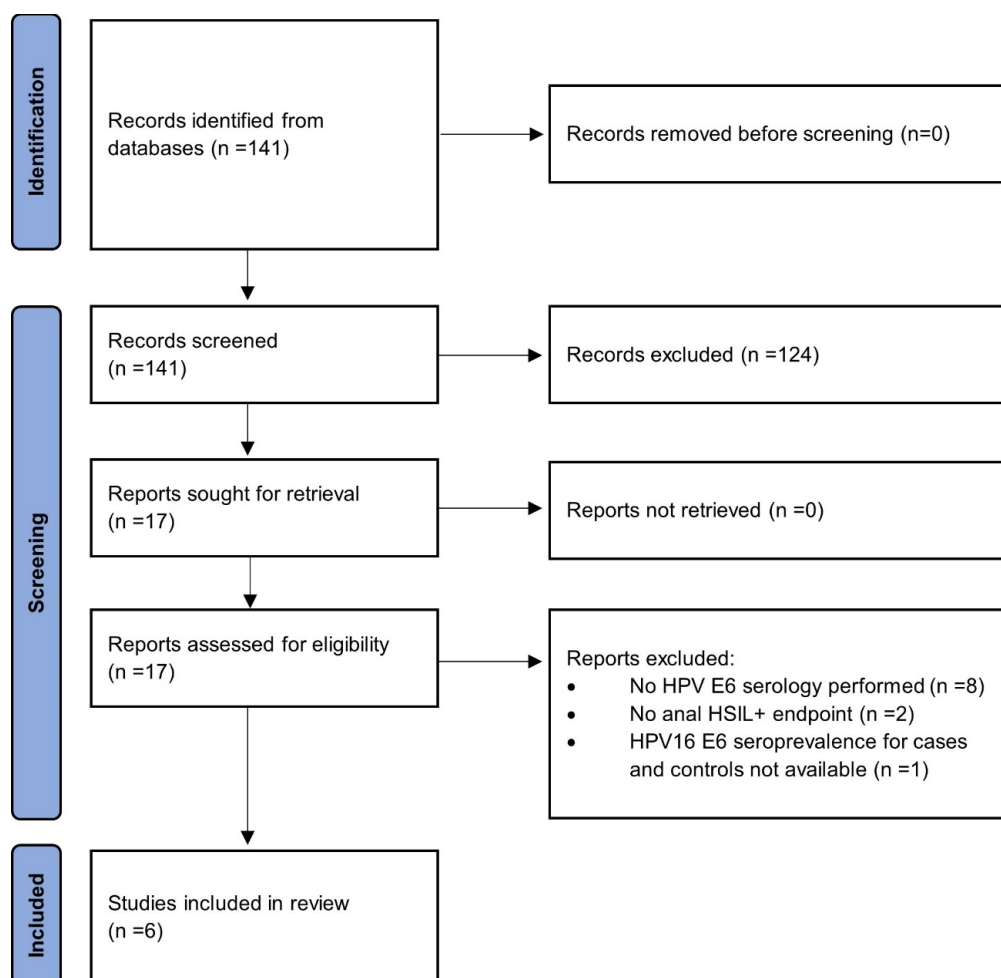 Identification
Records identified from
databases (n =141)
Records removed before screening (n=0)
Screening
Records screened
(n =141)
Records excluded (n =124)
Reports sought for retrieval
(n =17)
Reports not retrieved (n =0)
Reports assessed for eligibility
(n =17)
Reports excluded:
• No HPV E6 serology performed (n =8)
• No anal HSIL+ endpoint (n =2)
• HPV16 E6 seroprevalence for cases
and controls not available (n =1)
Included
Studies included in review
(n =6)